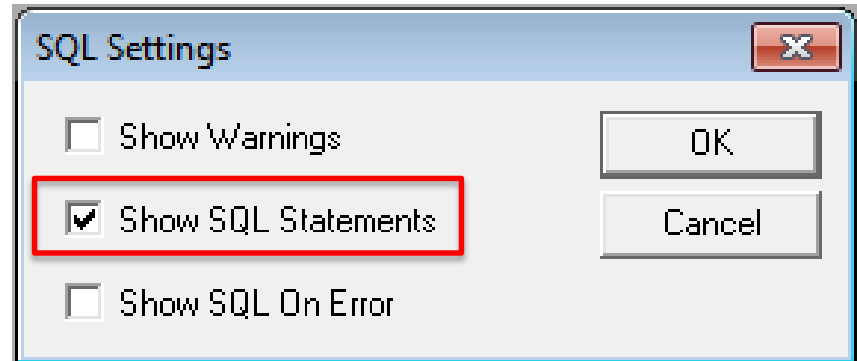 SQL Settings
Show Warnings
OK
Show SQL Statements
Cancel
Show SQL On Error